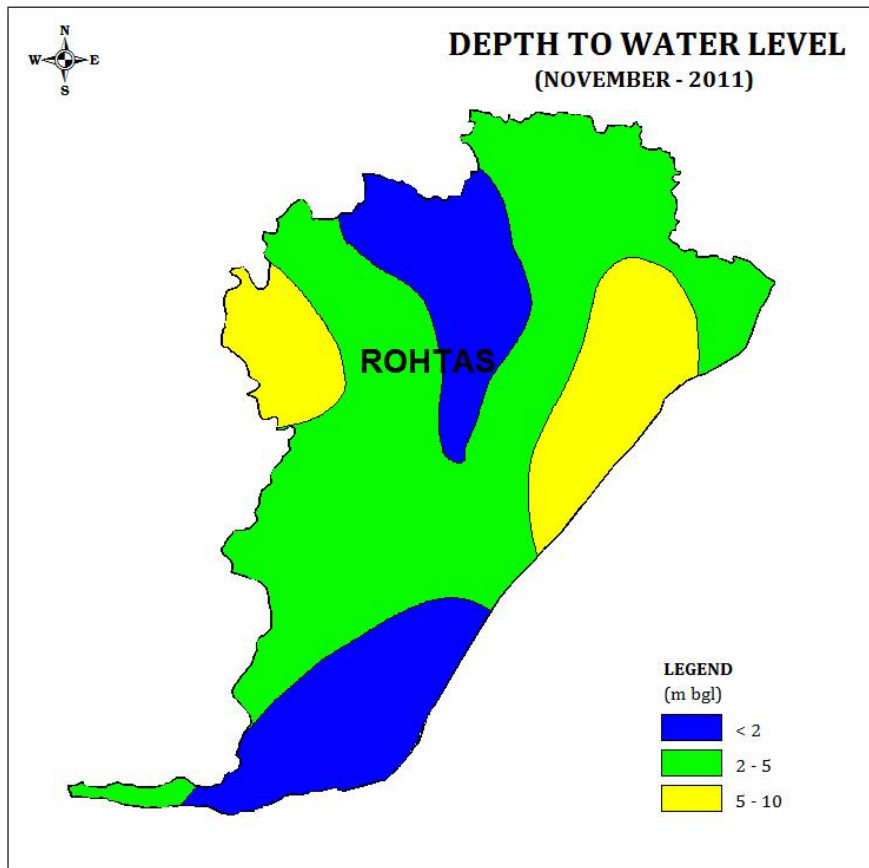 N
W E
S
DEPTH TO WATER LEVEL
(NOVEMBER - 2011)
ROHTAS
LEGEND
(m bgl)
< 2
2 - 5
5 - 10